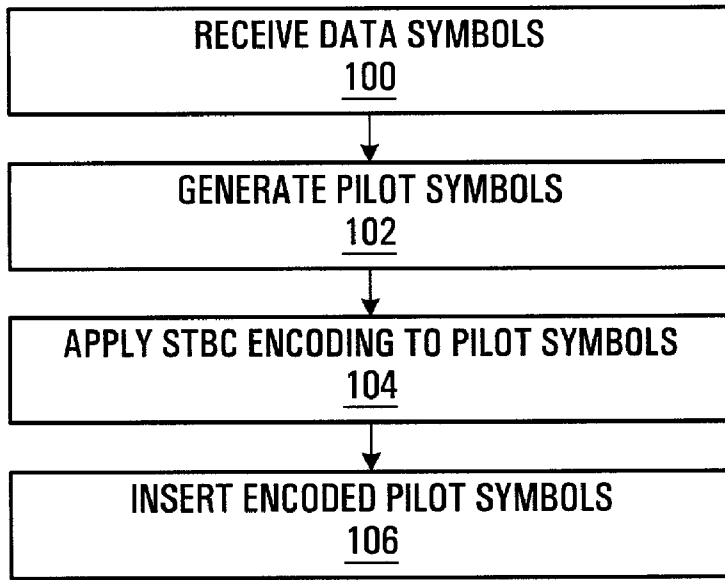 RECEIVE DATA SYMBOLS
100
GENERATE PILOT SYMBOLS
102
APPLY STBC ENCODING TO PILOT SYMBOLS
104
INSERT ENCODED PILOT SYMBOLS
106